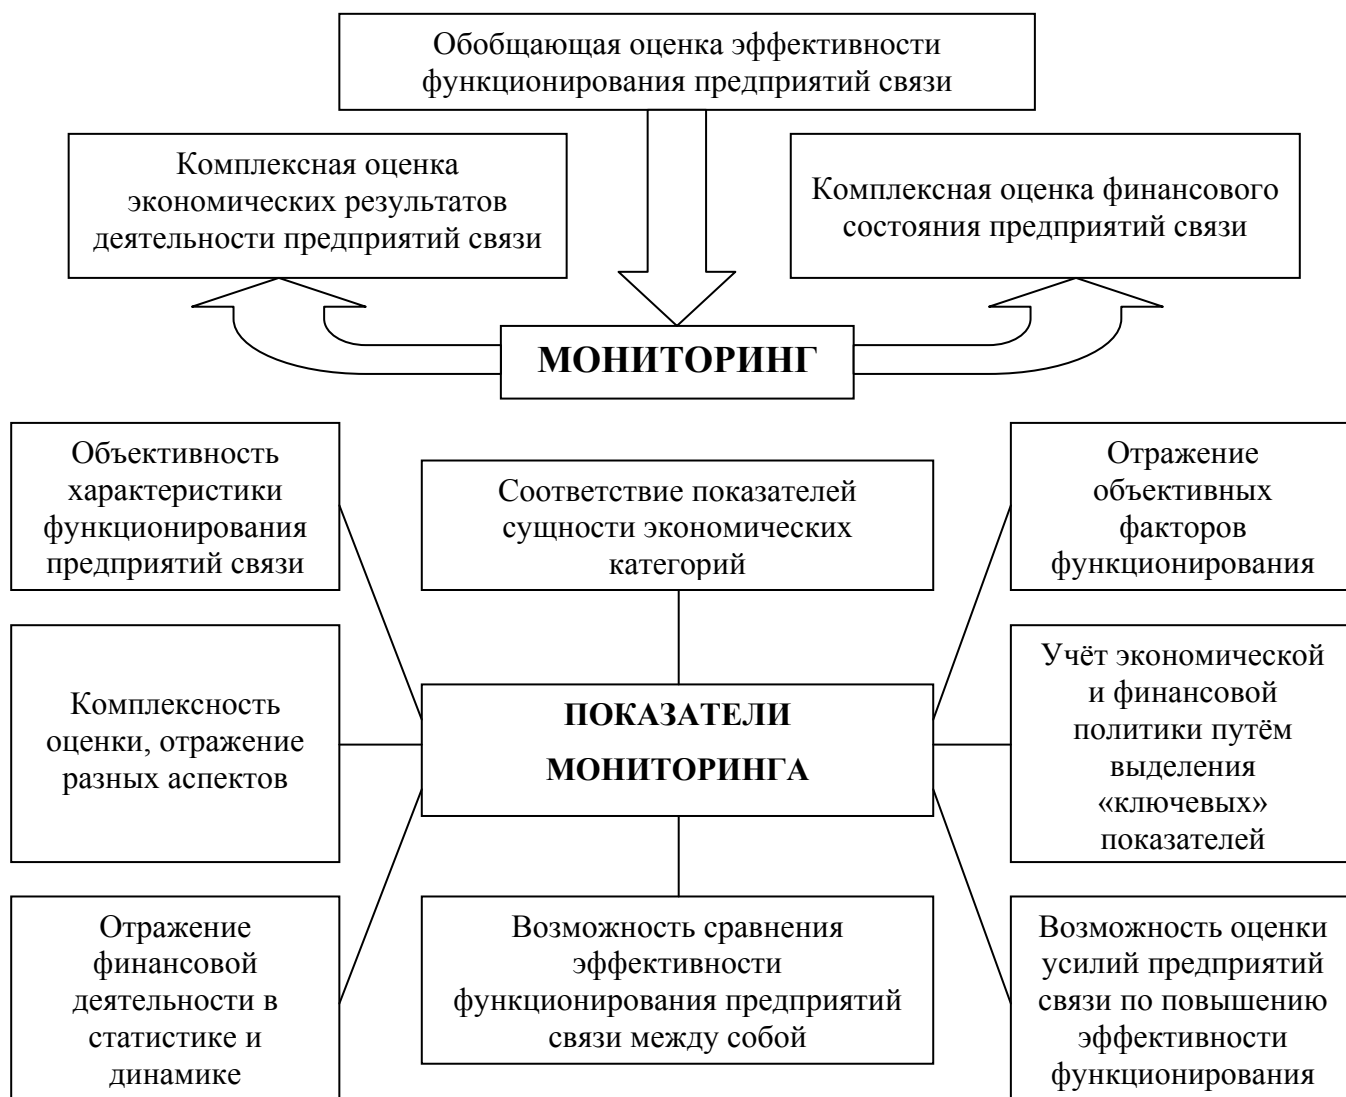 Обобщающая оценка эффективности
функционирования предприятий связи
Комплексная оценка
экономических результатов
деятельности предприятий связи
Комплексная оценка финансового
состояния предприятий связи
МОНИТОРИНГ
Объективность
характеристики
функционирования
предприятий связи
Соответствие показателей
сущности экономических
категорий
Отражение
объективных
факторов
функционирования
Комплексность
оценки, отражение
разных аспектов
ПОКАЗАТЕЛИ
МОНИТОРИНГА
Учёт экономической
и финансовой
политики путём
выделения
«ключевых»
показателей
Отражение
финансовой
деятельности в
статистике и
динамике
Возможность сравнения
эффективности
функционирования предприятий
связи между собой
Возможность оценки
усилий предприятий
связи по повышению
эффективности
функционирования